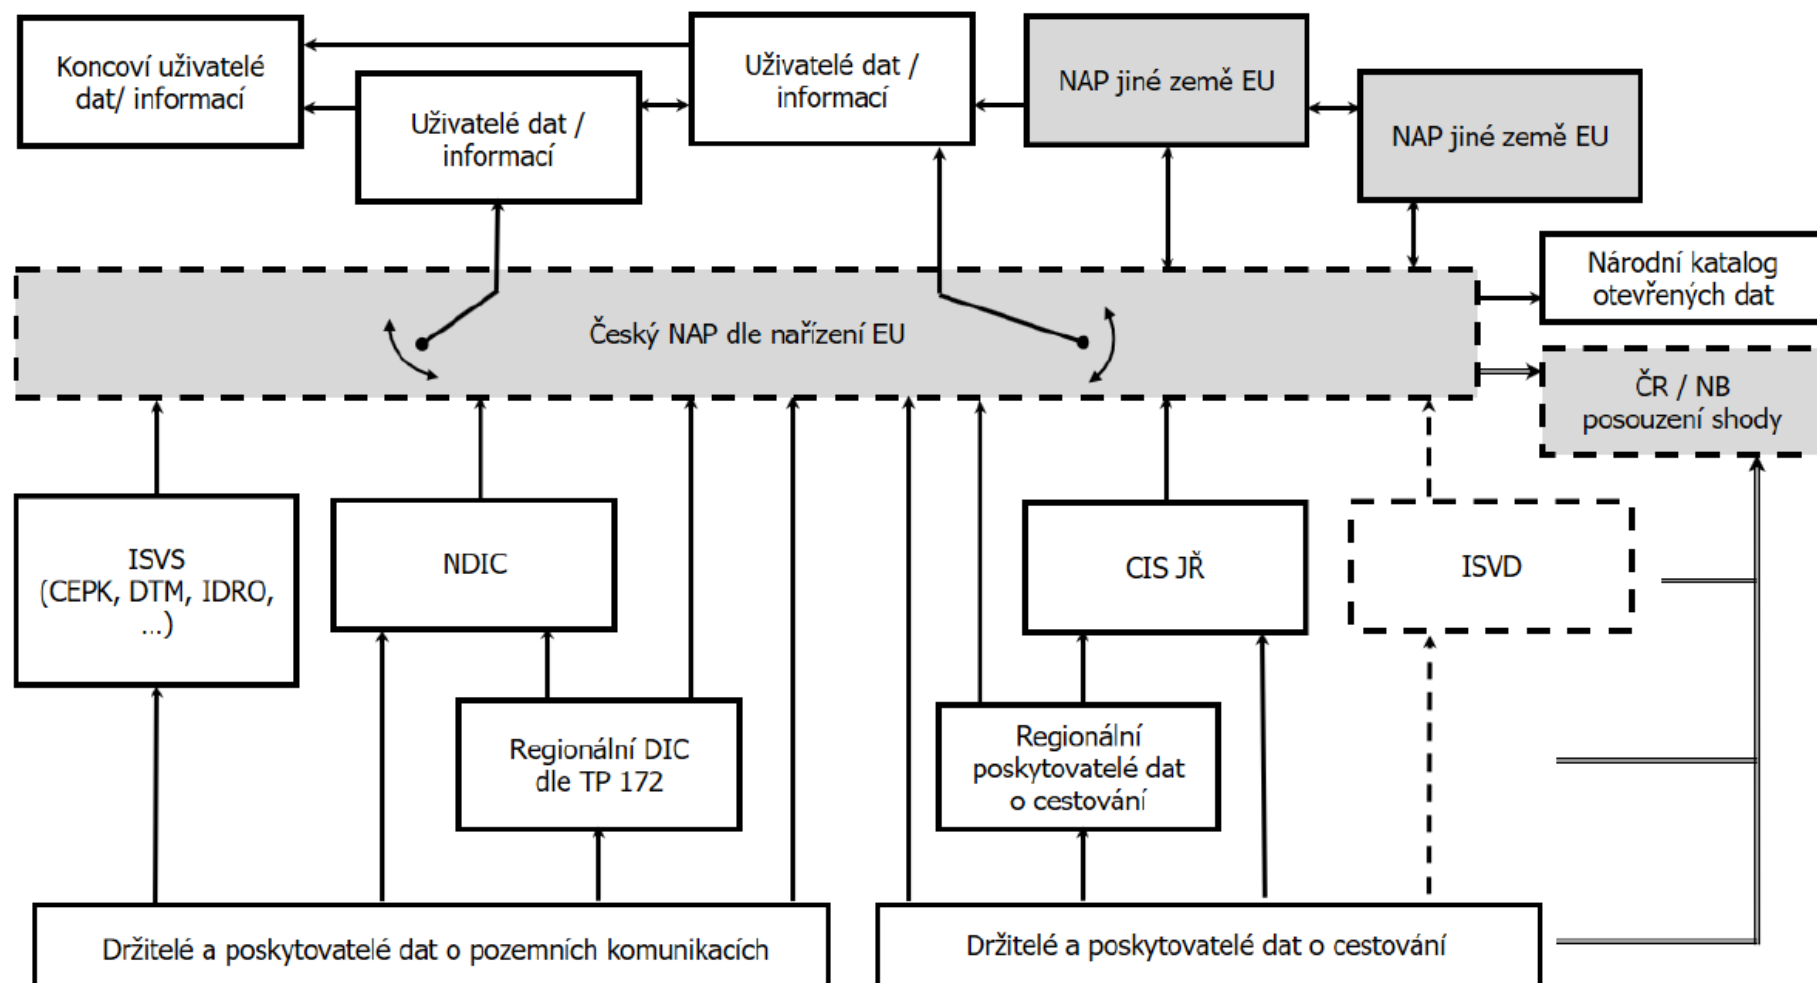 Koncoví uživatelé
dat/ informací
Uživatelé dat /
informací
Uživatelé dat /
informací
NAP jiné země EU
NAP jiné země EU
Národní katalog
otevřených dat
Český NAP dle nařízení EU
ČR / NB
posouzení shody
ISVS
(CEPK, DTM, IDRO,
...)
NDIC
CIS JŘ
ISVD
Regionální DIC
dle TP 172
Regionální
poskytovatelé dat
o cestování
Držitelé a poskytovatelé dat o pozemních komunikacích
Držitelé a poskytovatelé dat o cestování